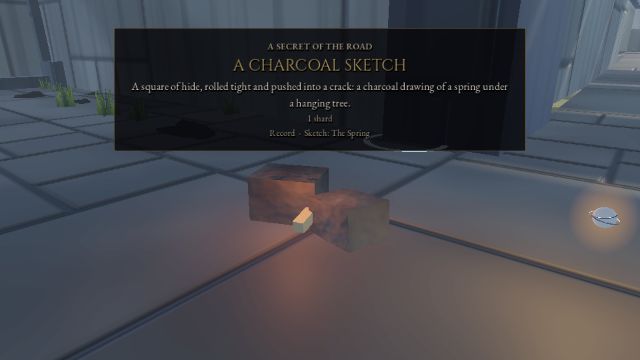 A SECRET OF THE ROAD
A CHARCOAL SKETCH
A square of hide, rolled tight and pushed into a crack: a charcoal drawing of a spring under
a hanging tree.
1 shard
Record - Sketch: The Spring